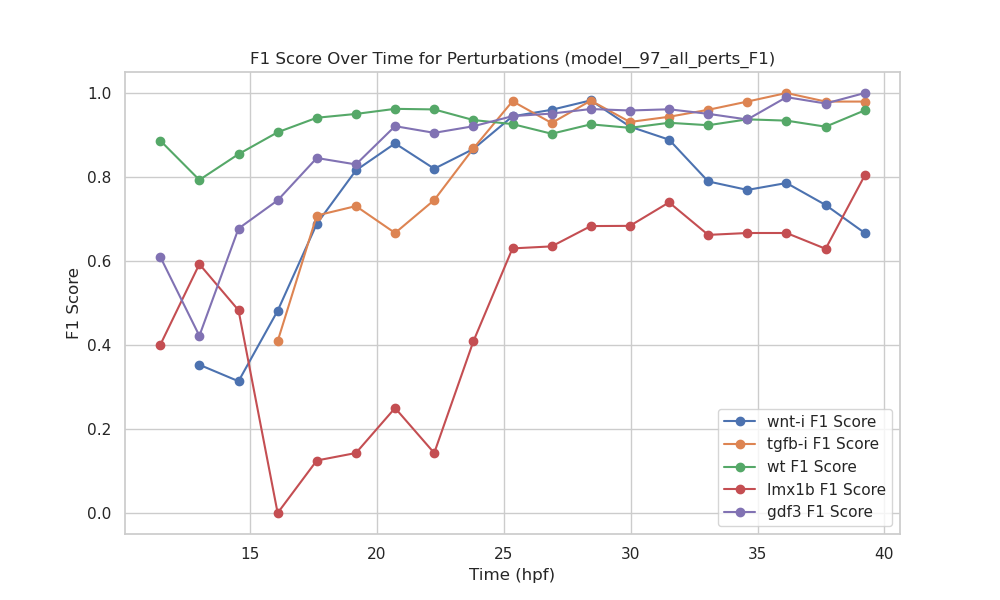 F1 Score Over Time for Perturbations (model__97_all_perts_F1)
F1 Score
1.0
0.8
0.6
0.4
0.2
0.0
15
20
25
30
35
40
Time (hpf)
wnt-i F1 Score
tgfb-i F1 Score
wt F1 Score
lmx1b F1 Score
gdf3 F1 Score